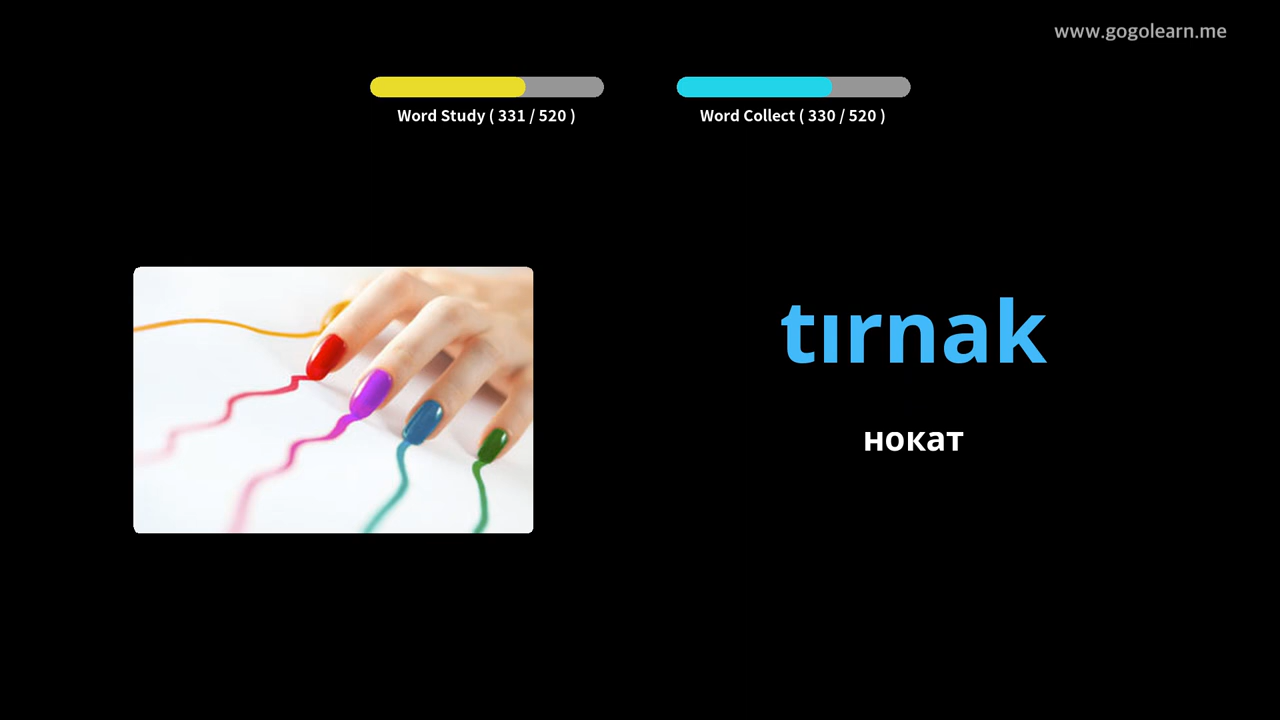 www.gogolearn.me
Word Study ( 331 / 520 )
Word Collect ( 330 / 520 )
tırnak
нокат